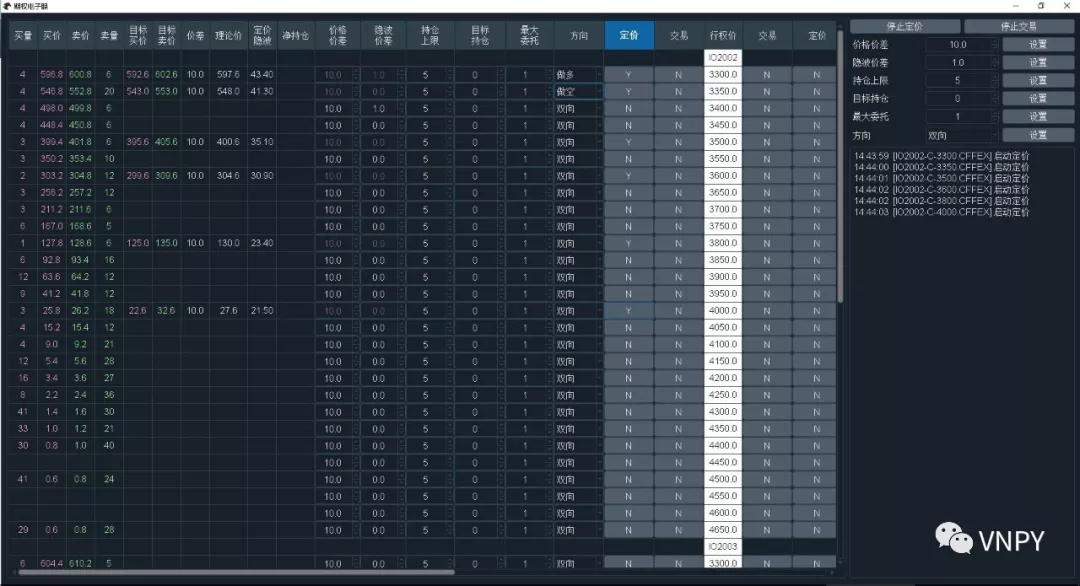 期权电子眼
买量 买价 卖价 卖量 目标买价 目标卖价 价差 理论价 定价隐波 净持仓 价格价差 隐波价差 持仓上限 目标持仓 最大委托 方向 定价 交易 行权价 交易 定价
IO2002
4 596.8 600.8 6 592.6 602.6 10.0 597.6 43.40 10.0 1.0 5 0 1 做多 Y N 3300.0 N N
4 546.8 552.8 20 543.0 553.0 10.0 548.0 41.30 10.0 0.0 5 0 1 做空 Y N 3350.0 N N
4 498.0 499.8 6 10.0 1.0 5 0 1 双向 N N 3400.0 N N
4 448.4 450.8 6 10.0 0.0 5 0 1 双向 N N 3450.0 N N
3 399.4 401.8 6 395.6 405.6 10.0 400.6 35.10 10.0 0.0 5 0 1 双向 Y N 3500.0 N N
3 350.2 353.4 10 10.0 0.0 5 0 1 双向 N N 3550.0 N N
2 303.2 304.8 12 299.6 309.6 10.0 304.6 30.90 10.0 0.0 5 0 1 双向 Y N 3600.0 N N
3 256.2 257.2 12 10.0 0.0 5 0 1 双向 N N 3650.0 N N
3 211.2 211.6 6 10.0 0.0 5 0 1 双向 N N 3700.0 N N
6 167.0 168.6 5 10.0 0.0 5 0 1 双向 N N 3750.0 N N
1 127.8 128.6 6 125.0 135.0 10.0 130.0 23.40 10.0 0.0 5 0 1 双向 Y N 3800.0 N N
6 92.8 93.4 16 10.0 0.0 5 0 1 双向 N N 3850.0 N N
12 63.6 64.2 12 10.0 0.0 5 0 1 双向 N N 3900.0 N N
9 41.2 41.8 12 10.0 0.0 5 0 1 双向 N N 3950.0 N N
3 25.8 26.2 18 22.6 32.6 10.0 27.6 21.50 10.0 0.0 5 0 1 双向 Y N 4000.0 N N
4 15.2 15.4 12 10.0 0.0 5 0 1 双向 N N 4050.0 N N
4 9.0 9.2 21 10.0 0.0 5 0 1 双向 N N 4100.0 N N
12 5.4 5.6 28 10.0 0.0 5 0 1 双向 N N 4150.0 N N
16 3.4 3.6 27 10.0 0.0 5 0 1 双向 N N 4200.0 N N
8 2.2 2.4 36 10.0 0.0 5 0 1 双向 N N 4250.0 N N
41 1.4 1.6 30 10.0 0.0 5 0 1 双向 N N 4300.0 N N
33 1.0 1.2 21 10.0 0.0 5 0 1 双向 N N 4350.0 N N
30 0.8 1.0 40 10.0 0.0 5 0 1 双向 N N 4400.0 N N
10.0 0.0 5 0 1 双向 N N 4450.0 N N
41 0.6 0.8 24 10.0 0.0 5 0 1 双向 N N 4500.0 N N
10.0 0.0 5 0 1 双向 N N 4550.0 N N
10.0 0.0 5 0 1 双向 N N 4600.0 N N
29 0.6 0.8 28 10.0 0.0 5 0 1 双向 N N 4650.0 N N
IO2003
6 604.4 610.2 5 10.0 0.0 5 0 1 双向 N N 3300.0 N N
停止定价 停止交易
价格价差 10.0 设置
隐波价差 1.0 设置
持仓上限 5 设置
目标持仓 0 设置
最大委托 1 设置
方向 双向 设置
14:43:59 [IO2002-C-3300.CFFEX] 启动定价
14:44:00 [IO2002-C-3350.CFFEX] 启动定价
14:44:01 [IO2002-C-3500.CFFEX] 启动定价
14:44:02 [IO2002-C-3600.CFFEX] 启动定价
14:44:02 [IO2002-C-3800.CFFEX] 启动定价
14:44:03 [IO2002-C-4000.CFFEX] 启动定价
VNPY